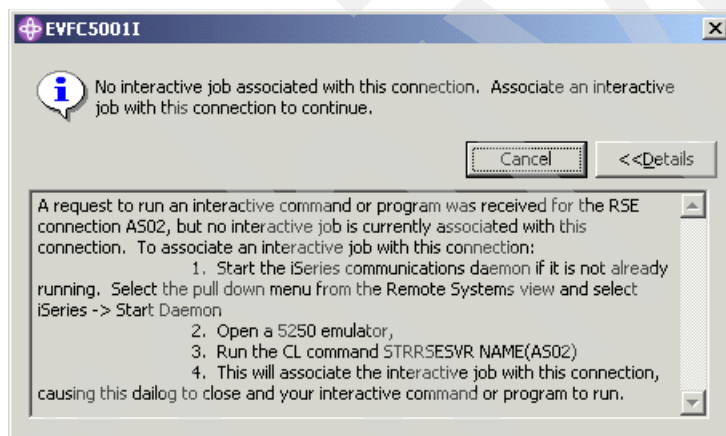 EVFC5001I
No interactive job associated with this connection. Associate an interactive
job with this connection to continue.
Cancel
<<Details
A request to run an interactive command or program was received for the RSE
connection AS02, but no interactive job is currently associated with this
connection. To associate an interactive job with this connection:
1. Start the iSeries communications daemon if it is not already
running. Select the pull down menu from the Remote Systems view and select
iSeries -> Start Daemon
2. Open a 5250 emulator,
3. Run the CL command STRRSESVR NAME(AS02)
4. This will associate the interactive job with this connection,
causing this dailog to close and your interactive command or program to run.